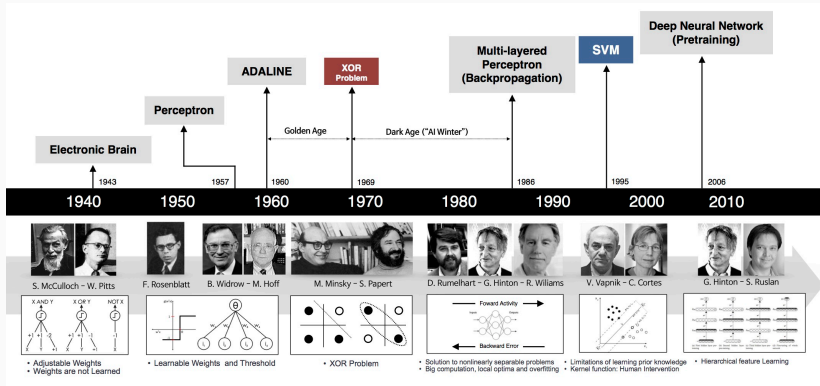 Deep Neural Network
(Pretraining)
Multi-layered
Perceptron
(Backpropagation)
SVM
ADALINE
XOR
Problem
Perceptron
Golden Age
Dark Age ("AI Winter")
Electronic Brain
1943
1957
1960
1969
1986
1995
2006
1940
1950
1960
1970
1980
1990
2000
2010
S. McCulloch – W. Pitts
F. Rosenblatt
B. Widrow – M. Hoff
M. Minsky – S. Papert
D. Rumelhart – G. Hinton – R. Wiliams
V. Vapnik – C. Cortes
G. Hinton – S. Ruslan
X AND Y
X OR Y
NOT X
Foward Activity
Backward Error
• Adjustable Weights
• Weights are not Learned
• Learnable Weights and Threshold
• XOR Problem
• Solution to nonlinearly separable problems
• Big computation, local optima and overfitting
• Limitations of learning prior knowledge
• Kernel function: Human Intervention
• Hierarchical feature Learning